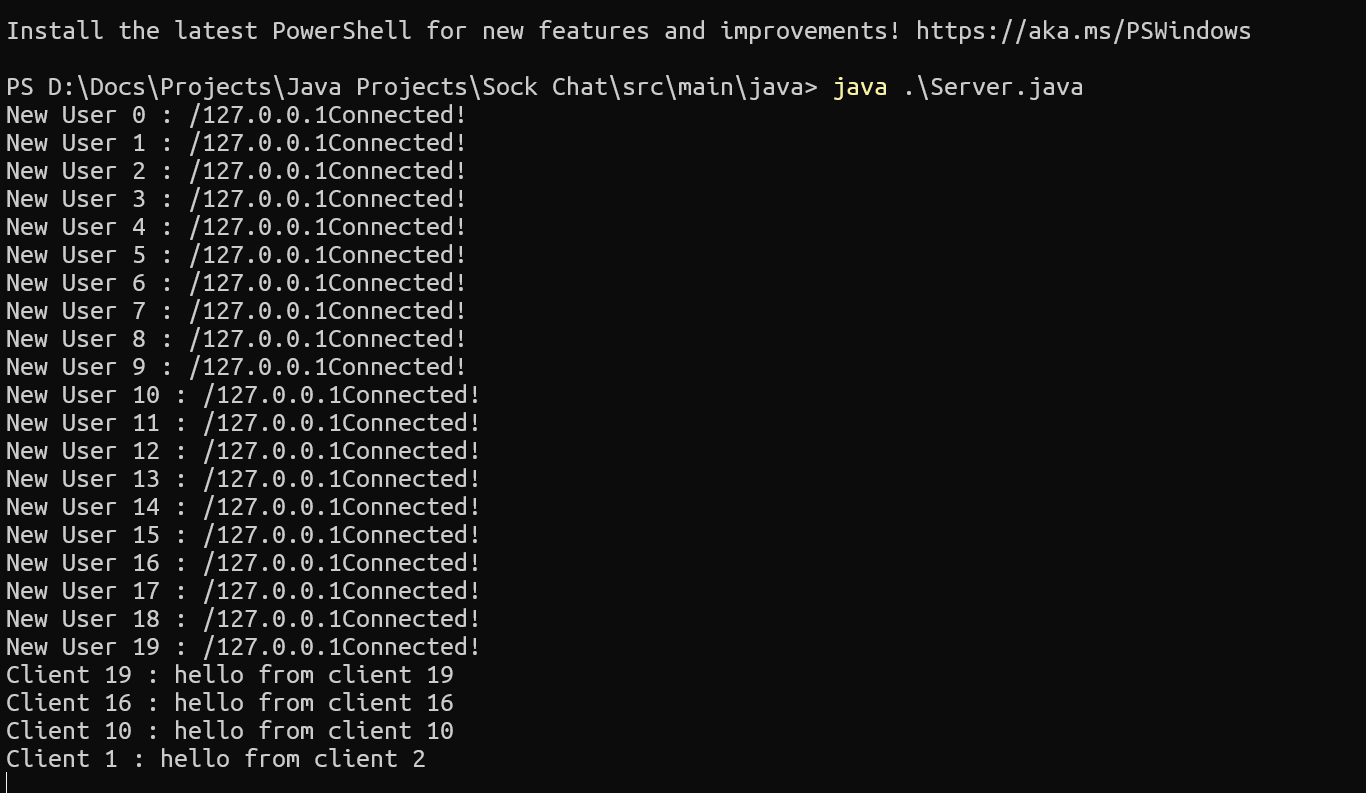 Install the latest PowerShell for new features and improvements! https://aka.ms/PSWindows
PS D:\Docs\Projects\Java Projects\Sock Chat\src\main\java> java .\Server.java
New User 0 : /127.0.0.1Connected!
New User 1 : /127.0.0.1Connected!
New User 2 : /127.0.0.1Connected!
New User 3 : /127.0.0.1Connected!
New User 4 : /127.0.0.1Connected!
New User 5 : /127.0.0.1Connected!
New User 6 : /127.0.0.1Connected!
New User 7 : /127.0.0.1Connected!
New User 8 : /127.0.0.1Connected!
New User 9 : /127.0.0.1Connected!
New User 10 : /127.0.0.1Connected!
New User 11 : /127.0.0.1Connected!
New User 12 : /127.0.0.1Connected!
New User 13 : /127.0.0.1Connected!
New User 14 : /127.0.0.1Connected!
New User 15 : /127.0.0.1Connected!
New User 16 : /127.0.0.1Connected!
New User 17 : /127.0.0.1Connected!
New User 18 : /127.0.0.1Connected!
New User 19 : /127.0.0.1Connected!
Client 19 : hello from client 19
Client 16 : hello from client 16
Client 10 : hello from client 10
Client 1 : hello from client 2